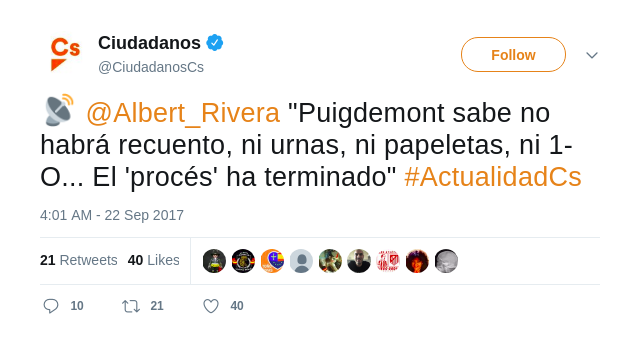 Cs
Ciudadanos
@CiudadanosCs
Follow
@Albert_Rivera "Puigdemont sabe no
habrá recuento, ni urnas, ni papeletas, ni 1-
O... El 'procés' ha terminado" #ActualidadCs
4:01 AM - 22 Sep 2017
21 Retweets 40 Likes
10 21 40